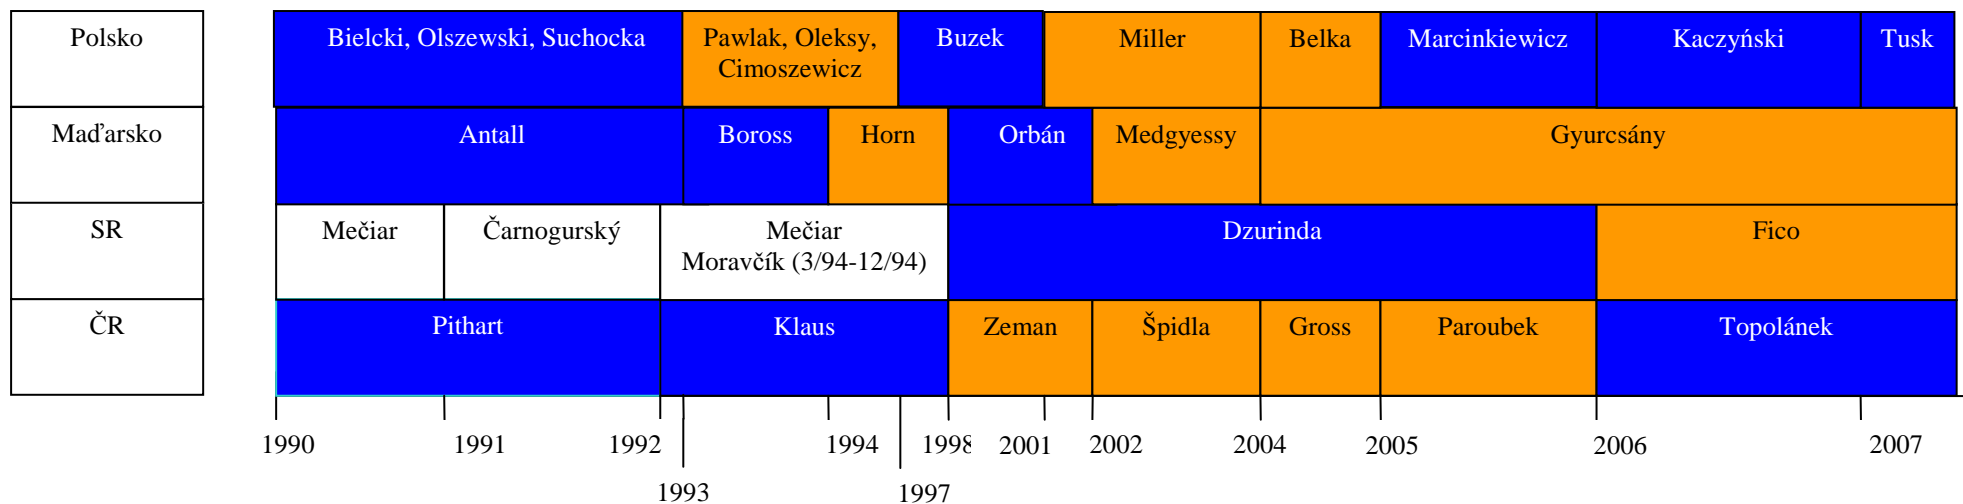 Polsko
Bielcki, Olszewski, Suchocka
Pawlak, Oleksy,
Cimoszewicz
Buzek
Miller
Belka
Marcinkiewicz
Kaczyński
Tusk
Maďarsko
Antall
Boross
Horn
Orbán
Medgyessy
Gyurcsány
SR
Mečiar
Čarnogurský
Mečiar
Moravčík (3/94-12/94)
Dzurinda
Fico
ČR
Pithart
Klaus
Zeman
Špidla
Gross
Paroubek
Topolánek
1990
1991
1992
1994
1998
2001
2002
2004
2005
2006
2007
1993
1997